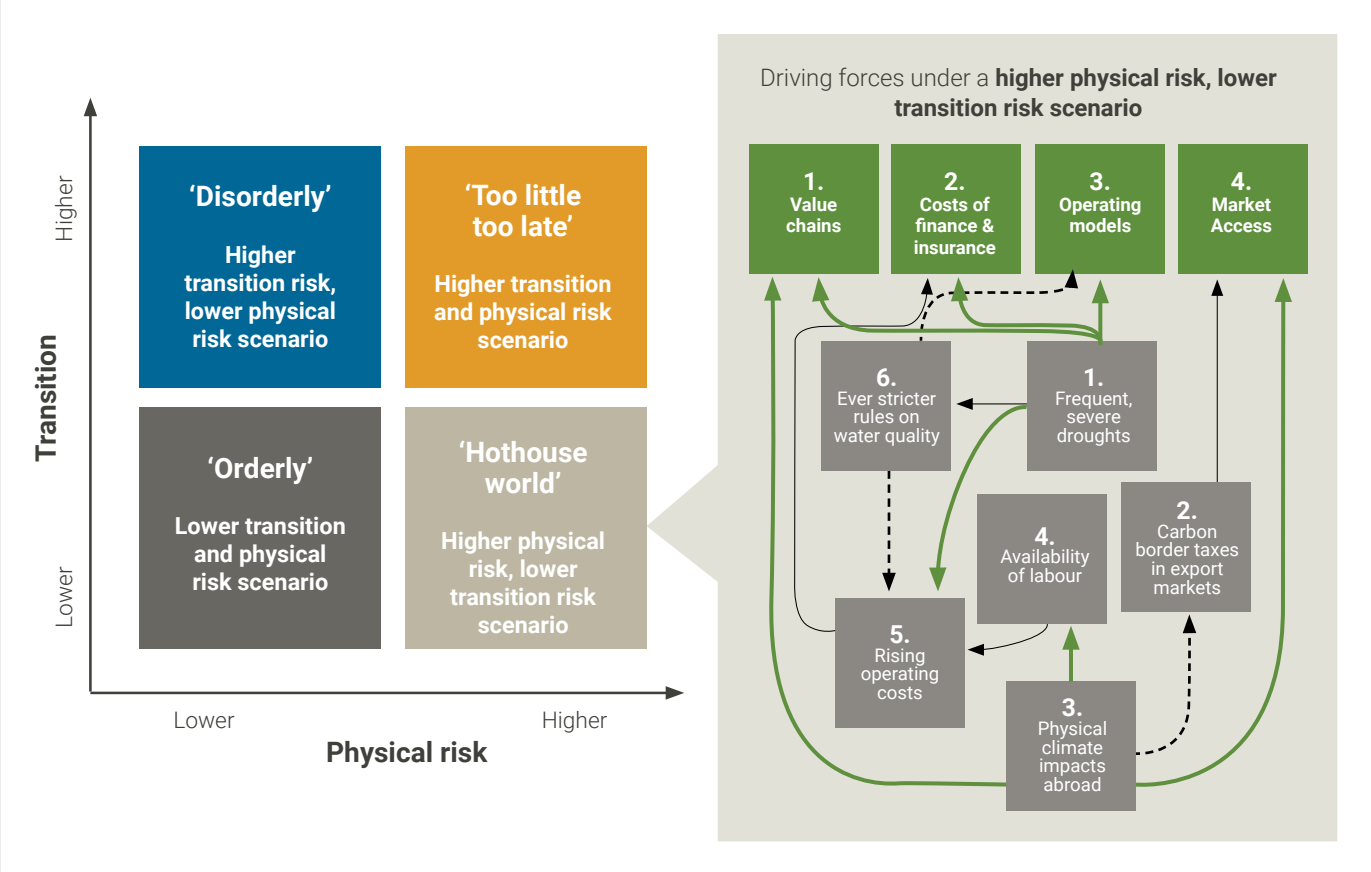 Transition
Higher
Lower
‘Disorderly’
Higher
transition risk,
lower physical
risk scenario
‘Too little
too late’
Higher transition
and physical risk
scenario
‘Orderly’
Lower transition
and physical
risk scenario
‘Hothouse
world’
Higher physical
risk, lower
transition risk
scenario
Lower
Higher
Physical risk
Driving forces under a higher physical risk, lower
transition risk scenario
1.
Value
chains
2.
Costs of
finance &
insurance
3.
Operating
models
4.
Market
Access
6.
Ever stricter
rules on
water quality
1.
Frequent,
severe
droughts
4.
Availability
of labour
2.
Carbon
border taxes
in export
markets
5.
Rising
operating
costs
3.
Physical
climate
impacts
abroad